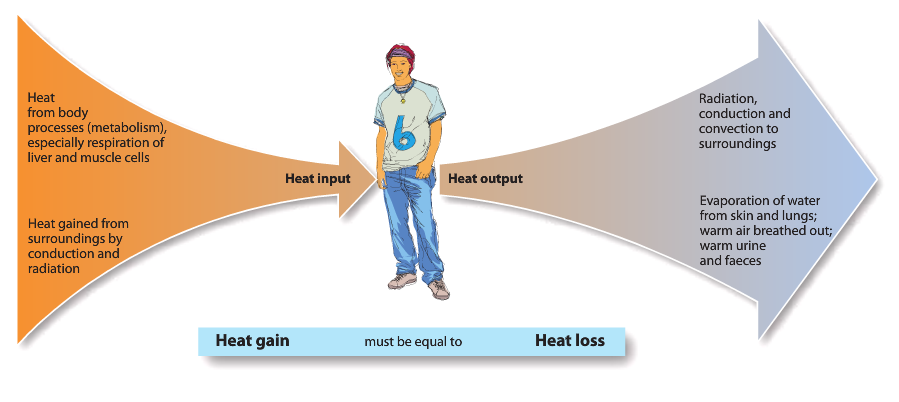 Heat
from body
processes (metabolism),
especially respiration of
liver and muscle cells
Heat gained from
surroundings by
conduction and
radiation
Heat input
6
Heat output
Radiation,
conduction and
convection to
surroundings
Evaporation of water
from skin and lungs;
warm air breathed out;
warm urine
and faeces
Heat gain must be equal to Heat loss